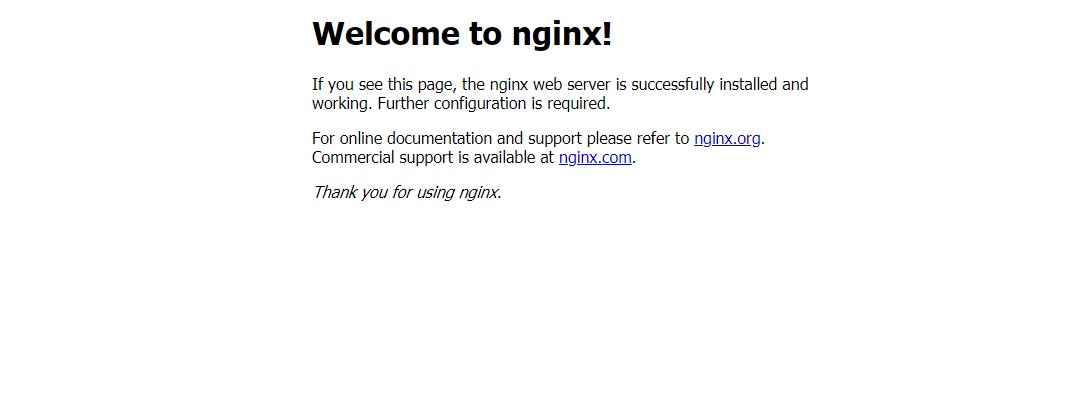 Welcome to nginx!
If you see this page, the nginx web server is successfully installed and
working. Further configuration is required.
For online documentation and support please refer to nginx.org.
Commercial support is available at nginx.com.
Thank you for using nginx.